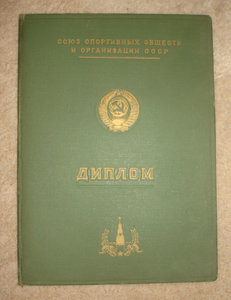 СОЮЗ СПОРТИВНЫХ ОБЩЕСТВ
И ОРГАНИЗАЦИЙ СССР
ДИПЛОМ